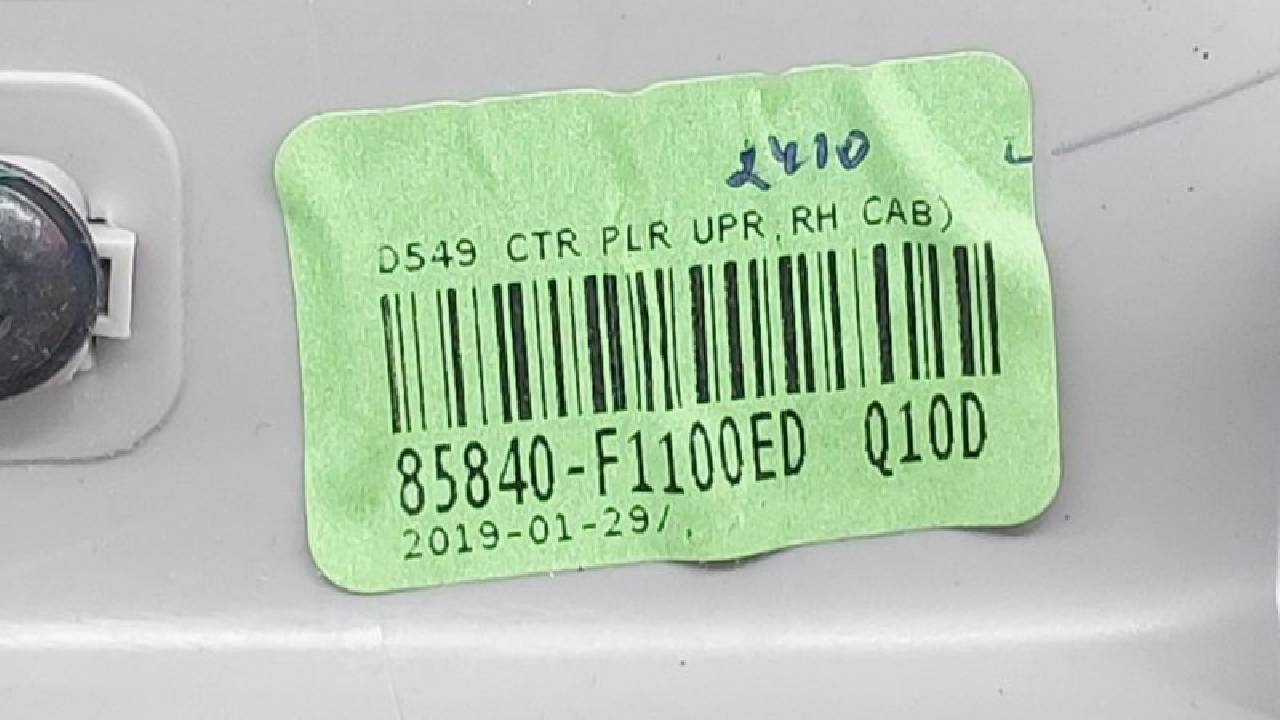 2410
D549 CTR PLR UPR,RH CAB)
85840-F1100ED Q10D
2019-01-29/ .